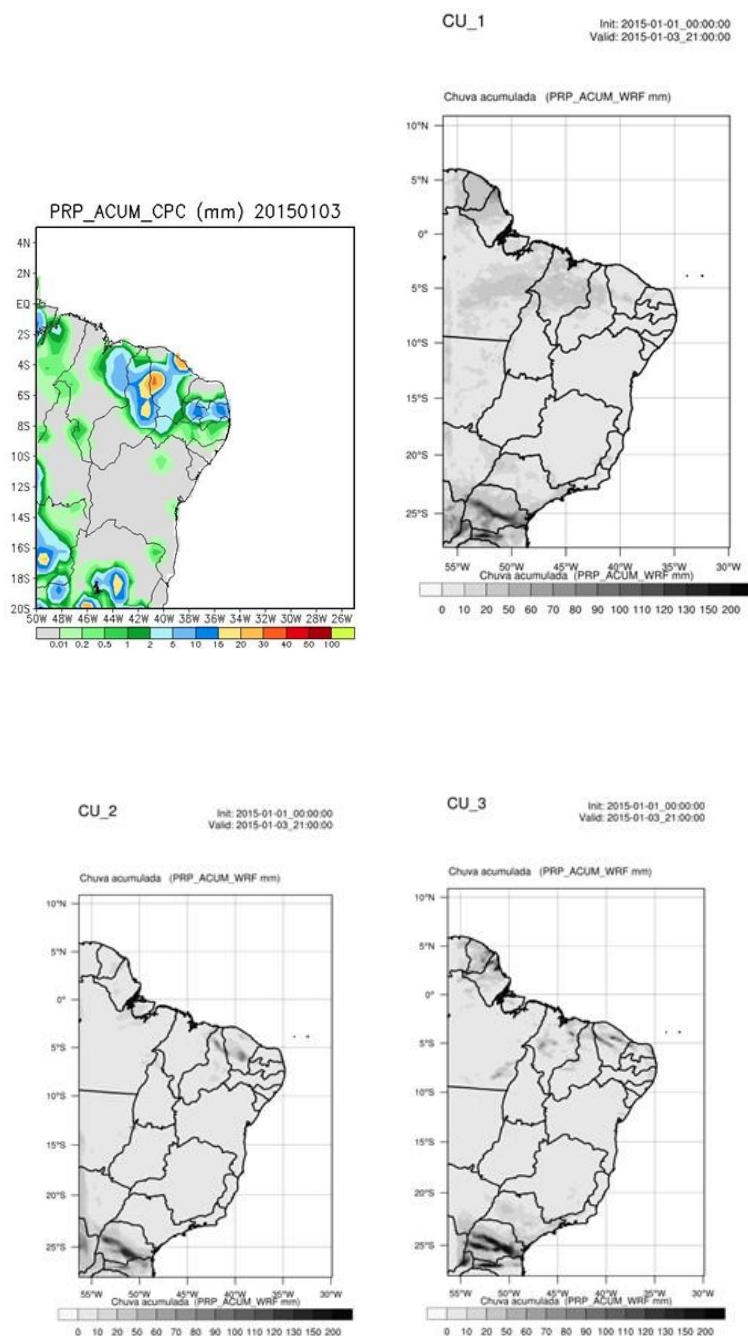 CU_1
Init: 2015-01-01_00:00:00
Valid: 2015-01-03_21:00:00
Chuva acumulada (PRP_ACUM_WRF mm)
10°N
5°N
0°
5°S
10°S
15°S
20°S
25°S
55°W 50°W 45°W 40°W 35°W 30°W
Chuva acumulada (PRP_ACUM_WRF mm)
0 10 20 50 60 70 80 90 100 110 120 130 150 200
PRP_ACUM_CPC (mm) 20150103
4N
2N
EQ
2S
4S
6S
8S
10S
12S
14S
16S
18S
20S
50W 48W 46W 44W 42W 40W 38W 36W 34W 32W 30W 28W 26W
0.01 0.2 0.5 1 2 5 10 15 20 30 40 50 100
CU_2
Init: 2015-01-01_00:00:00
Valid: 2015-01-03_21:00:00
Chuva acumulada (PRP_ACUM_WRF mm)
10°N
5°N
0°
5°S
10°S
15°S
20°S
25°S
55°W 50°W 45°W 40°W 35°W 30°W
Chuva acumulada (PRP_ACUM_WRF mm)
0 10 20 50 60 70 80 90 100 110 120 130 150 200
CU_3
Init: 2015-01-01_00:00:00
Valid: 2015-01-03_21:00:00
Chuva acumulada (PRP_ACUM_WRF mm)
10°N
5°N
0°
5°S
10°S
15°S
20°S
25°S
55°W 50°W 45°W 40°W 35°W 30°W
Chuva acumulada (PRP_ACUM_WRF mm)
0 10 20 50 60 70 80 90 100 110 120 130 150 200